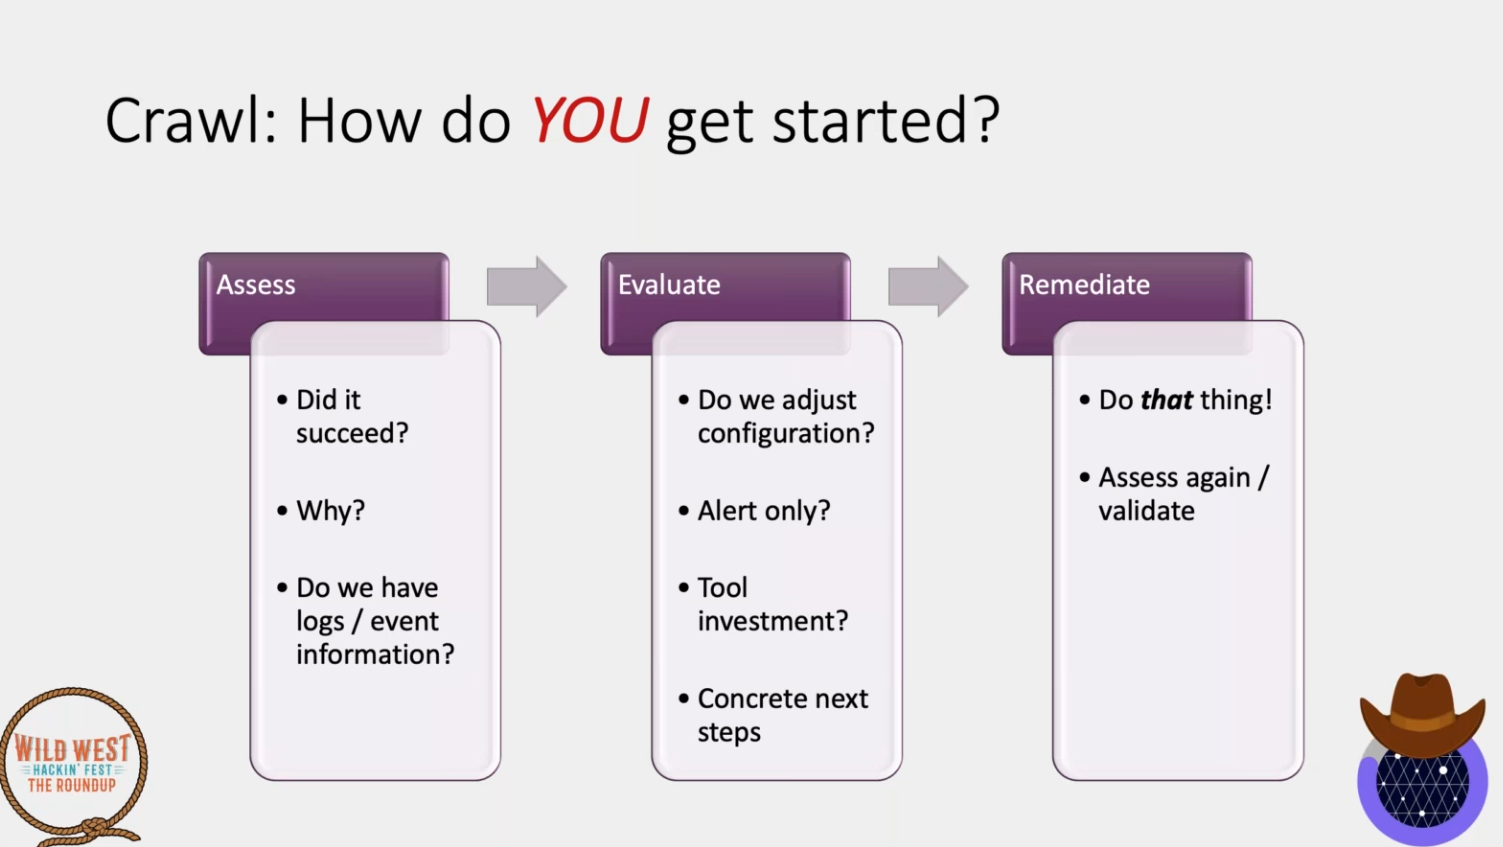 Crawl: How do YOU get started?
Assess
• Did it
succeed?
• Why?
• Do we have
logs / event
information?
Evaluate
• Do we adjust
configuration?
• Alert only?
• Tool
investment?
• Concrete next
steps
Remediate
• Do that thing!
• Assess again /
validate
WILD WEST
HACKIN' FEST
THE ROUNDUP